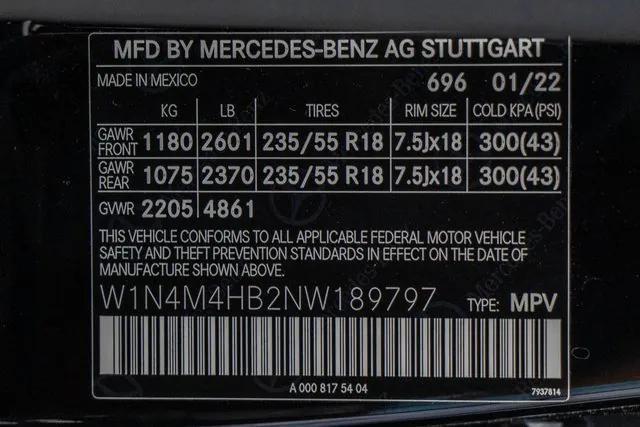 MFD BY MERCEDES-BENZ AG STUTTGART
MADE IN MEXICO 696 01/22
KG LB TIRES RIM SIZE COLD KPA(PSI)
GAWR FRONT 1180 2601 235/55 R18 7.5Jx18 300(43)
GAWR REAR 1075 2370 235/55 R18 7.5Jx18 300(43)
GVWR 2205 4861
THIS VEHICLE CONFORMS TO ALL APPLICABLE FEDERAL MOTOR VEHICLE
SAFETY AND THEFT PREVENTION STANDARDS IN EFFECT ON THE DATE OF
MANUFACTURE SHOWN ABOVE.
W1N4M4HB2NW189797 TYPE: MPV
A 000 817 54 04
7937814